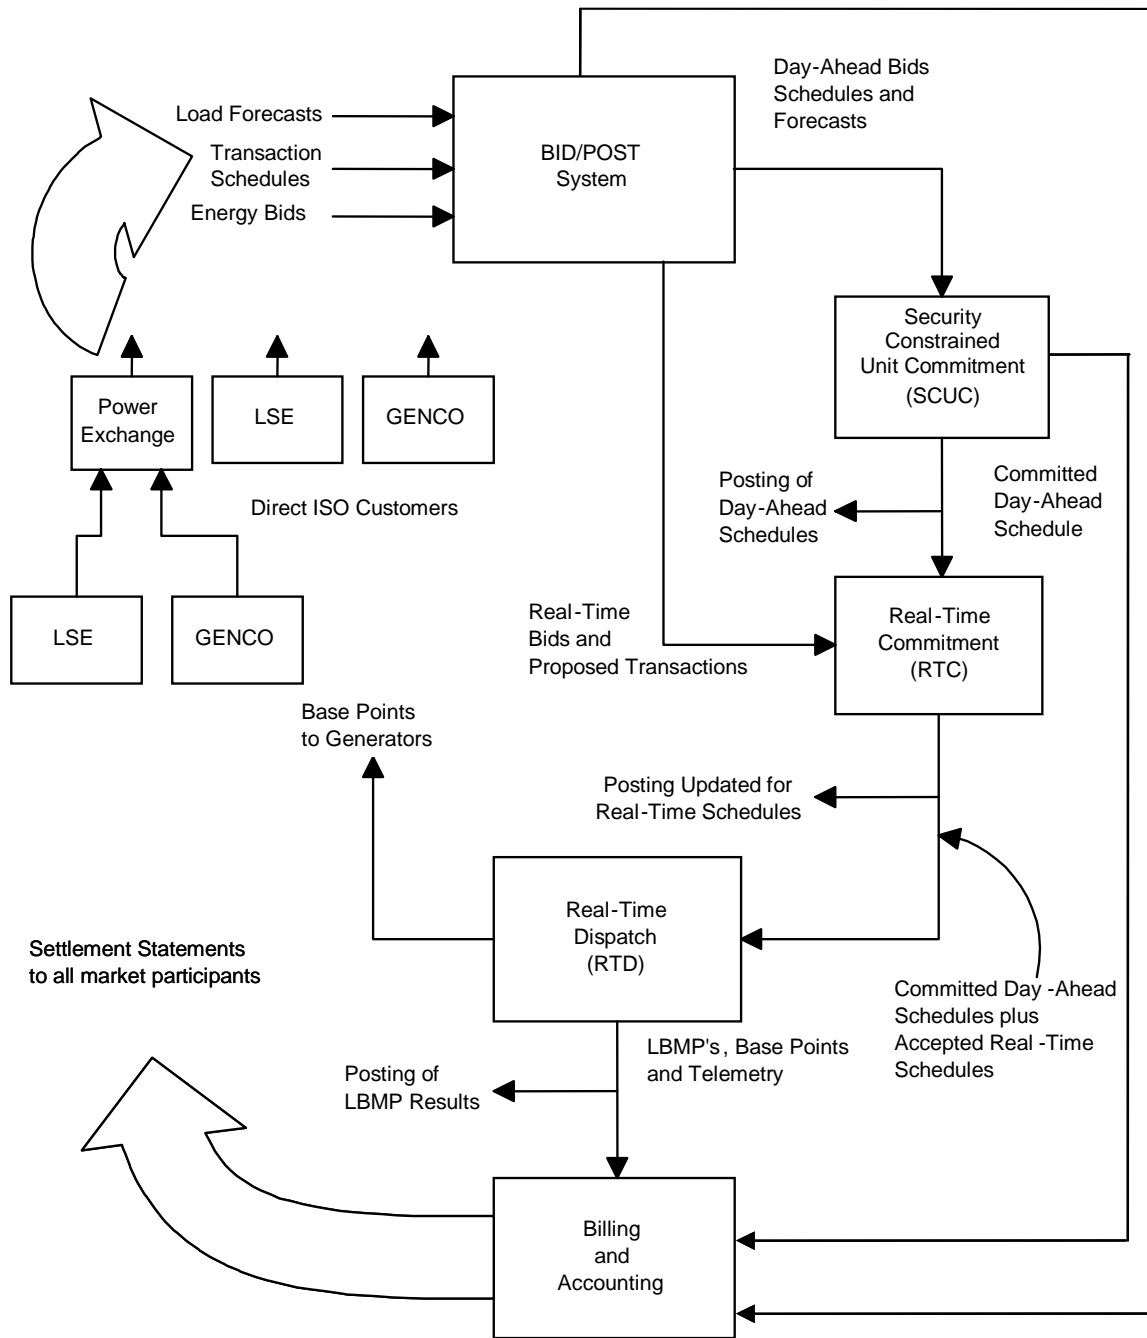 Day-Ahead Bids
Schedules and
Forecasts
Load Forecasts
Transaction
Schedules
Energy Bids
BID/POST
System
Security
Constrained
Unit Commitment
(SCUC)
Power
Exchange
LSE
GENCO
Direct ISO Customers
Posting of
Day-Ahead
Schedules
Committed
Day-Ahead
Schedule
LSE
GENCO
Real-Time
Bids and
Proposed Transactions
Real-Time
Commitment
(RTC)
Base Points
to Generators
Posting Updated for
Real-Time Schedules
Real-Time
Dispatch
(RTD)
Settlement Statements
to all market participants
Committed Day -Ahead
Schedules plus
Accepted Real -Time
Schedules
LBMP's, Base Points
and Telemetry
Posting of
LBMP Results
Billing
and
Accounting